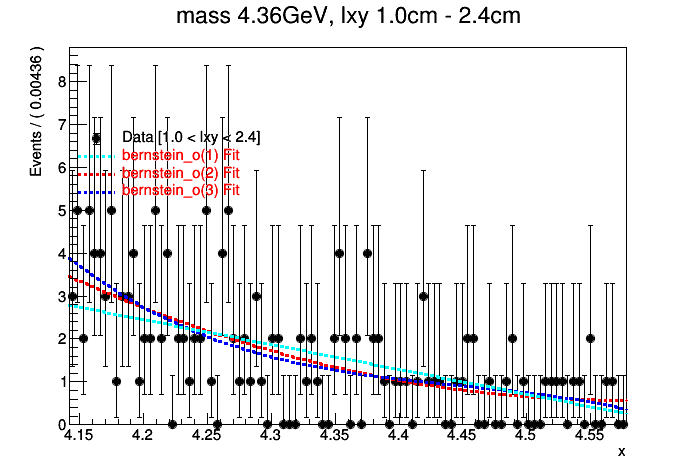 mass 4.36GeV, lxy 1.0cm - 2.4cm
Events / ( 0.00436 )
8
7
6
5
4
3
2
1
0
Data [1.0 < lxy < 2.4]
bernstein_o(1) Fit
bernstein_o(2) Fit
bernstein_o(3) Fit
4.15 4.2 4.25 4.3 4.35 4.4 4.45 4.5 4.55
x